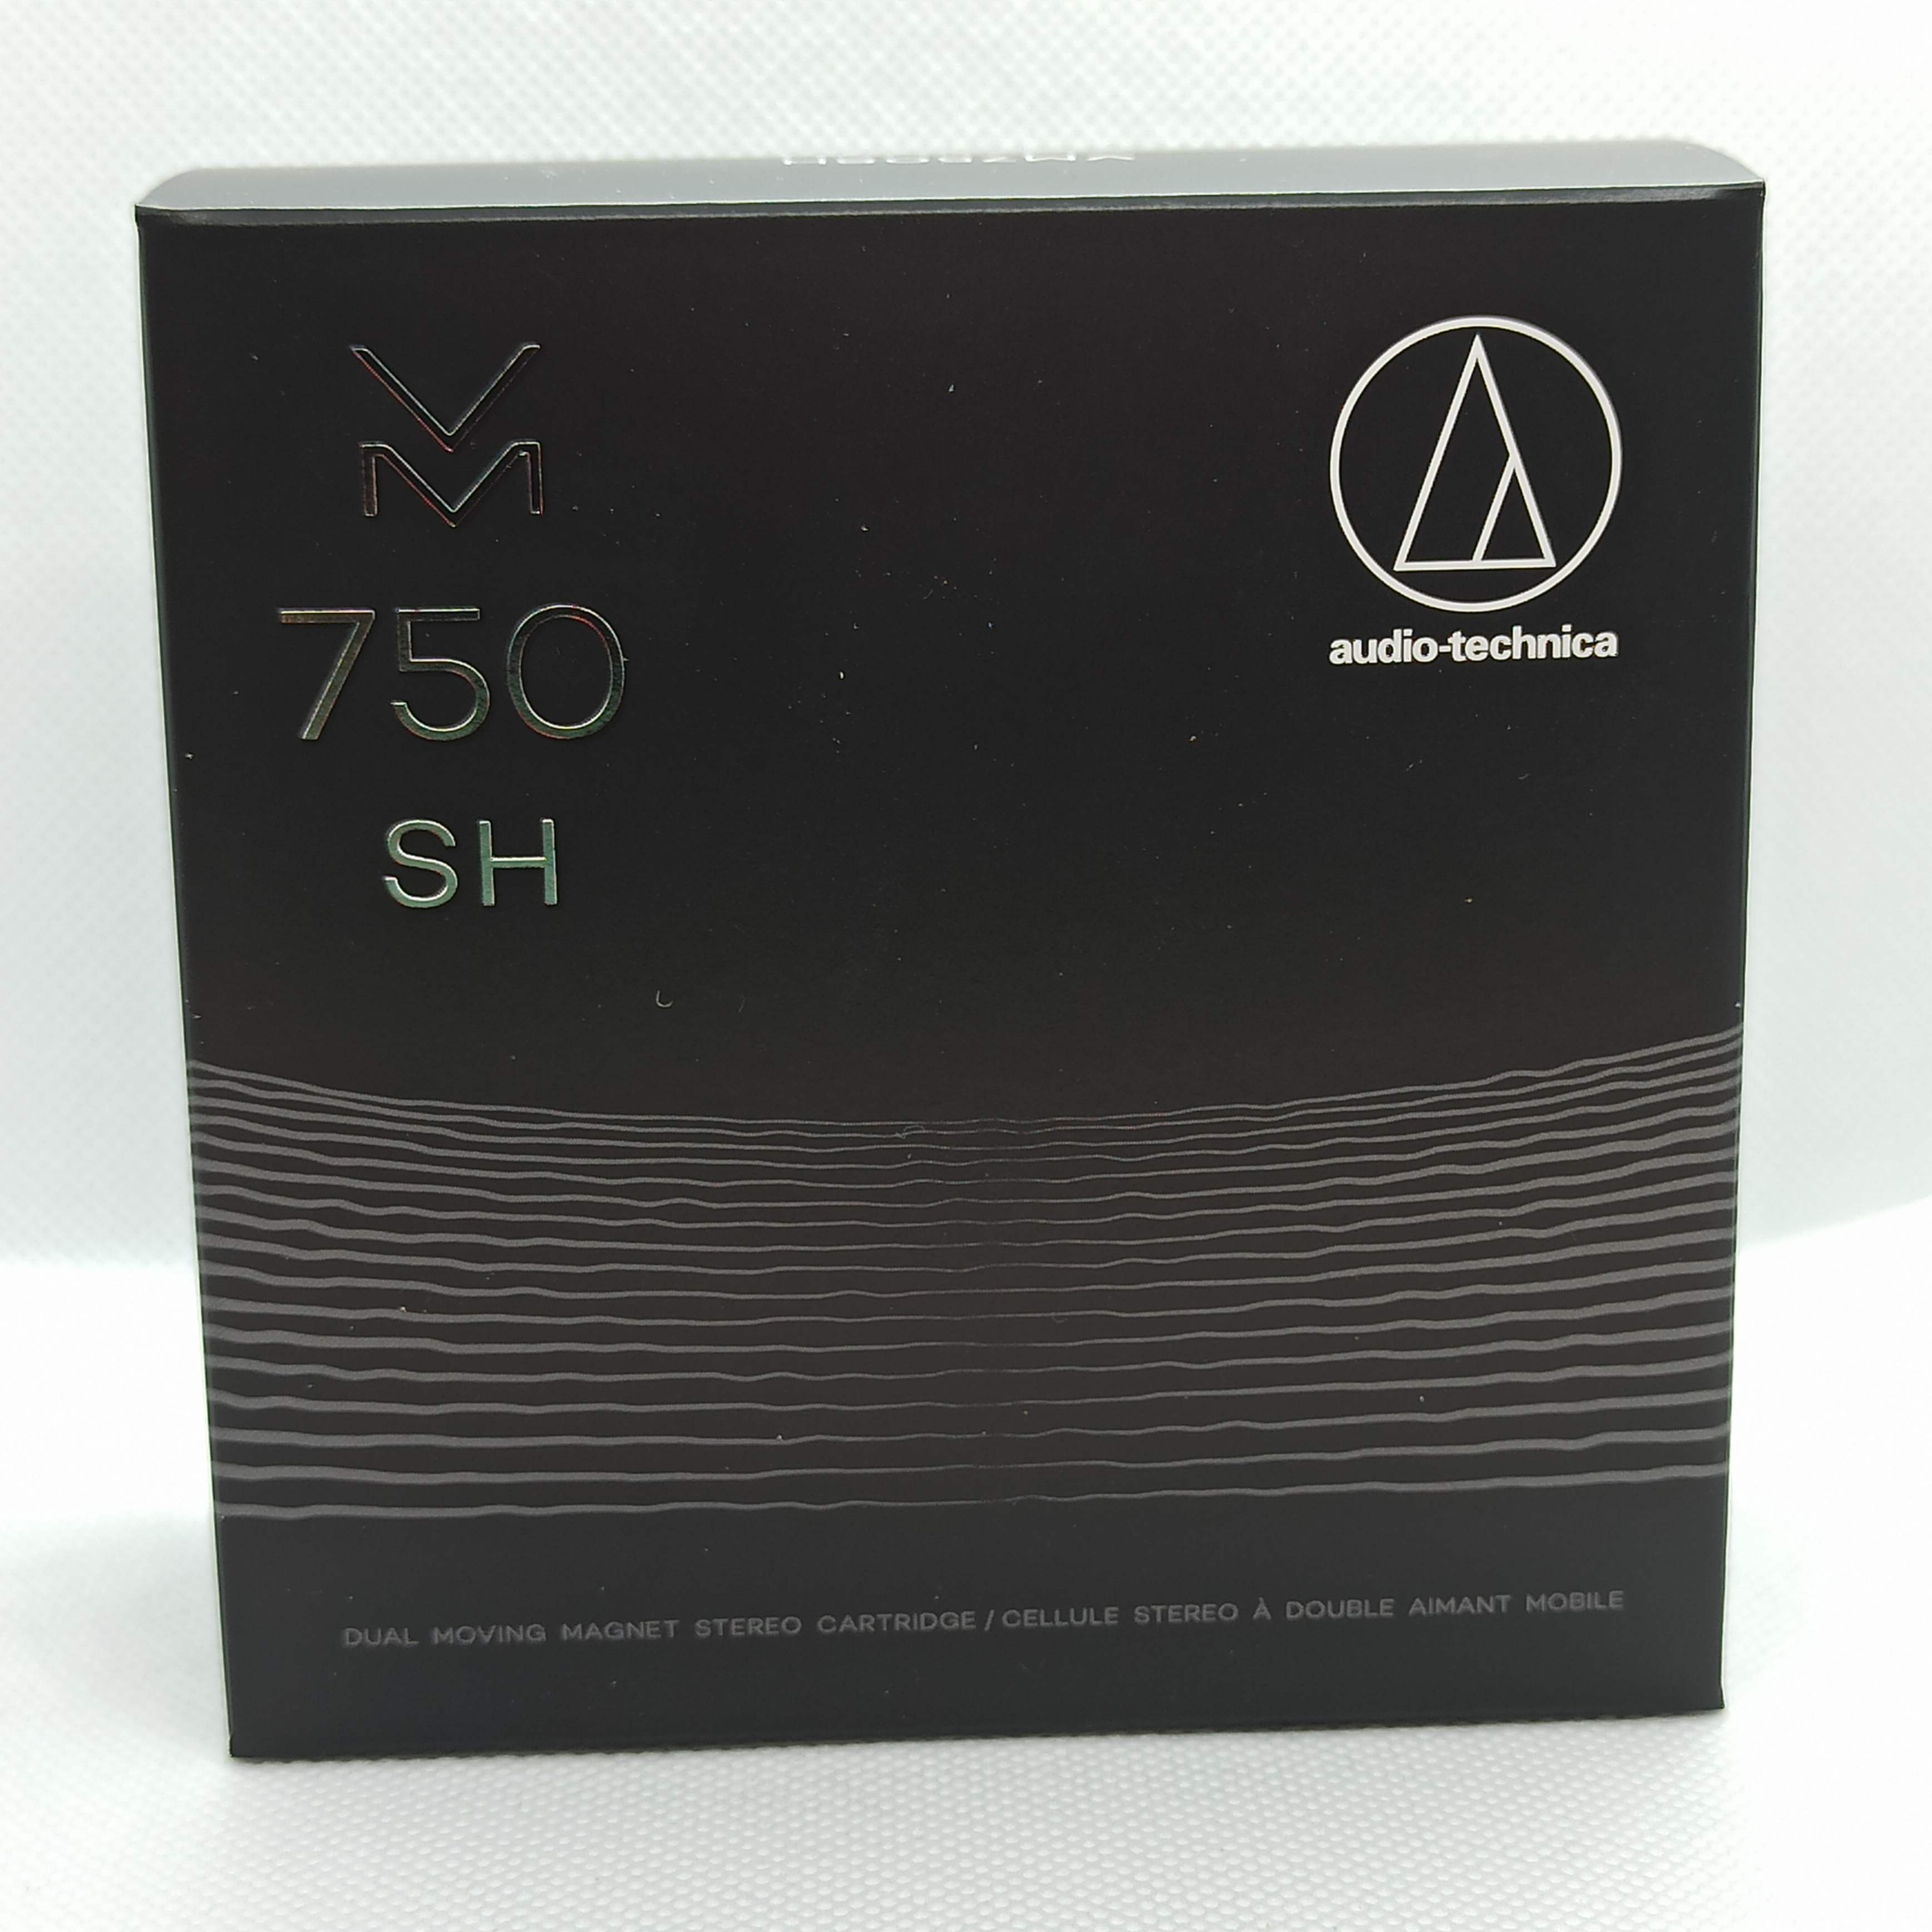 VM
750
SH
audio-technica
DUAL MOVING MAGNET STEREO CARTRIDGE / CELLULE STEREO À DOUBLE AIMANT MOBILE